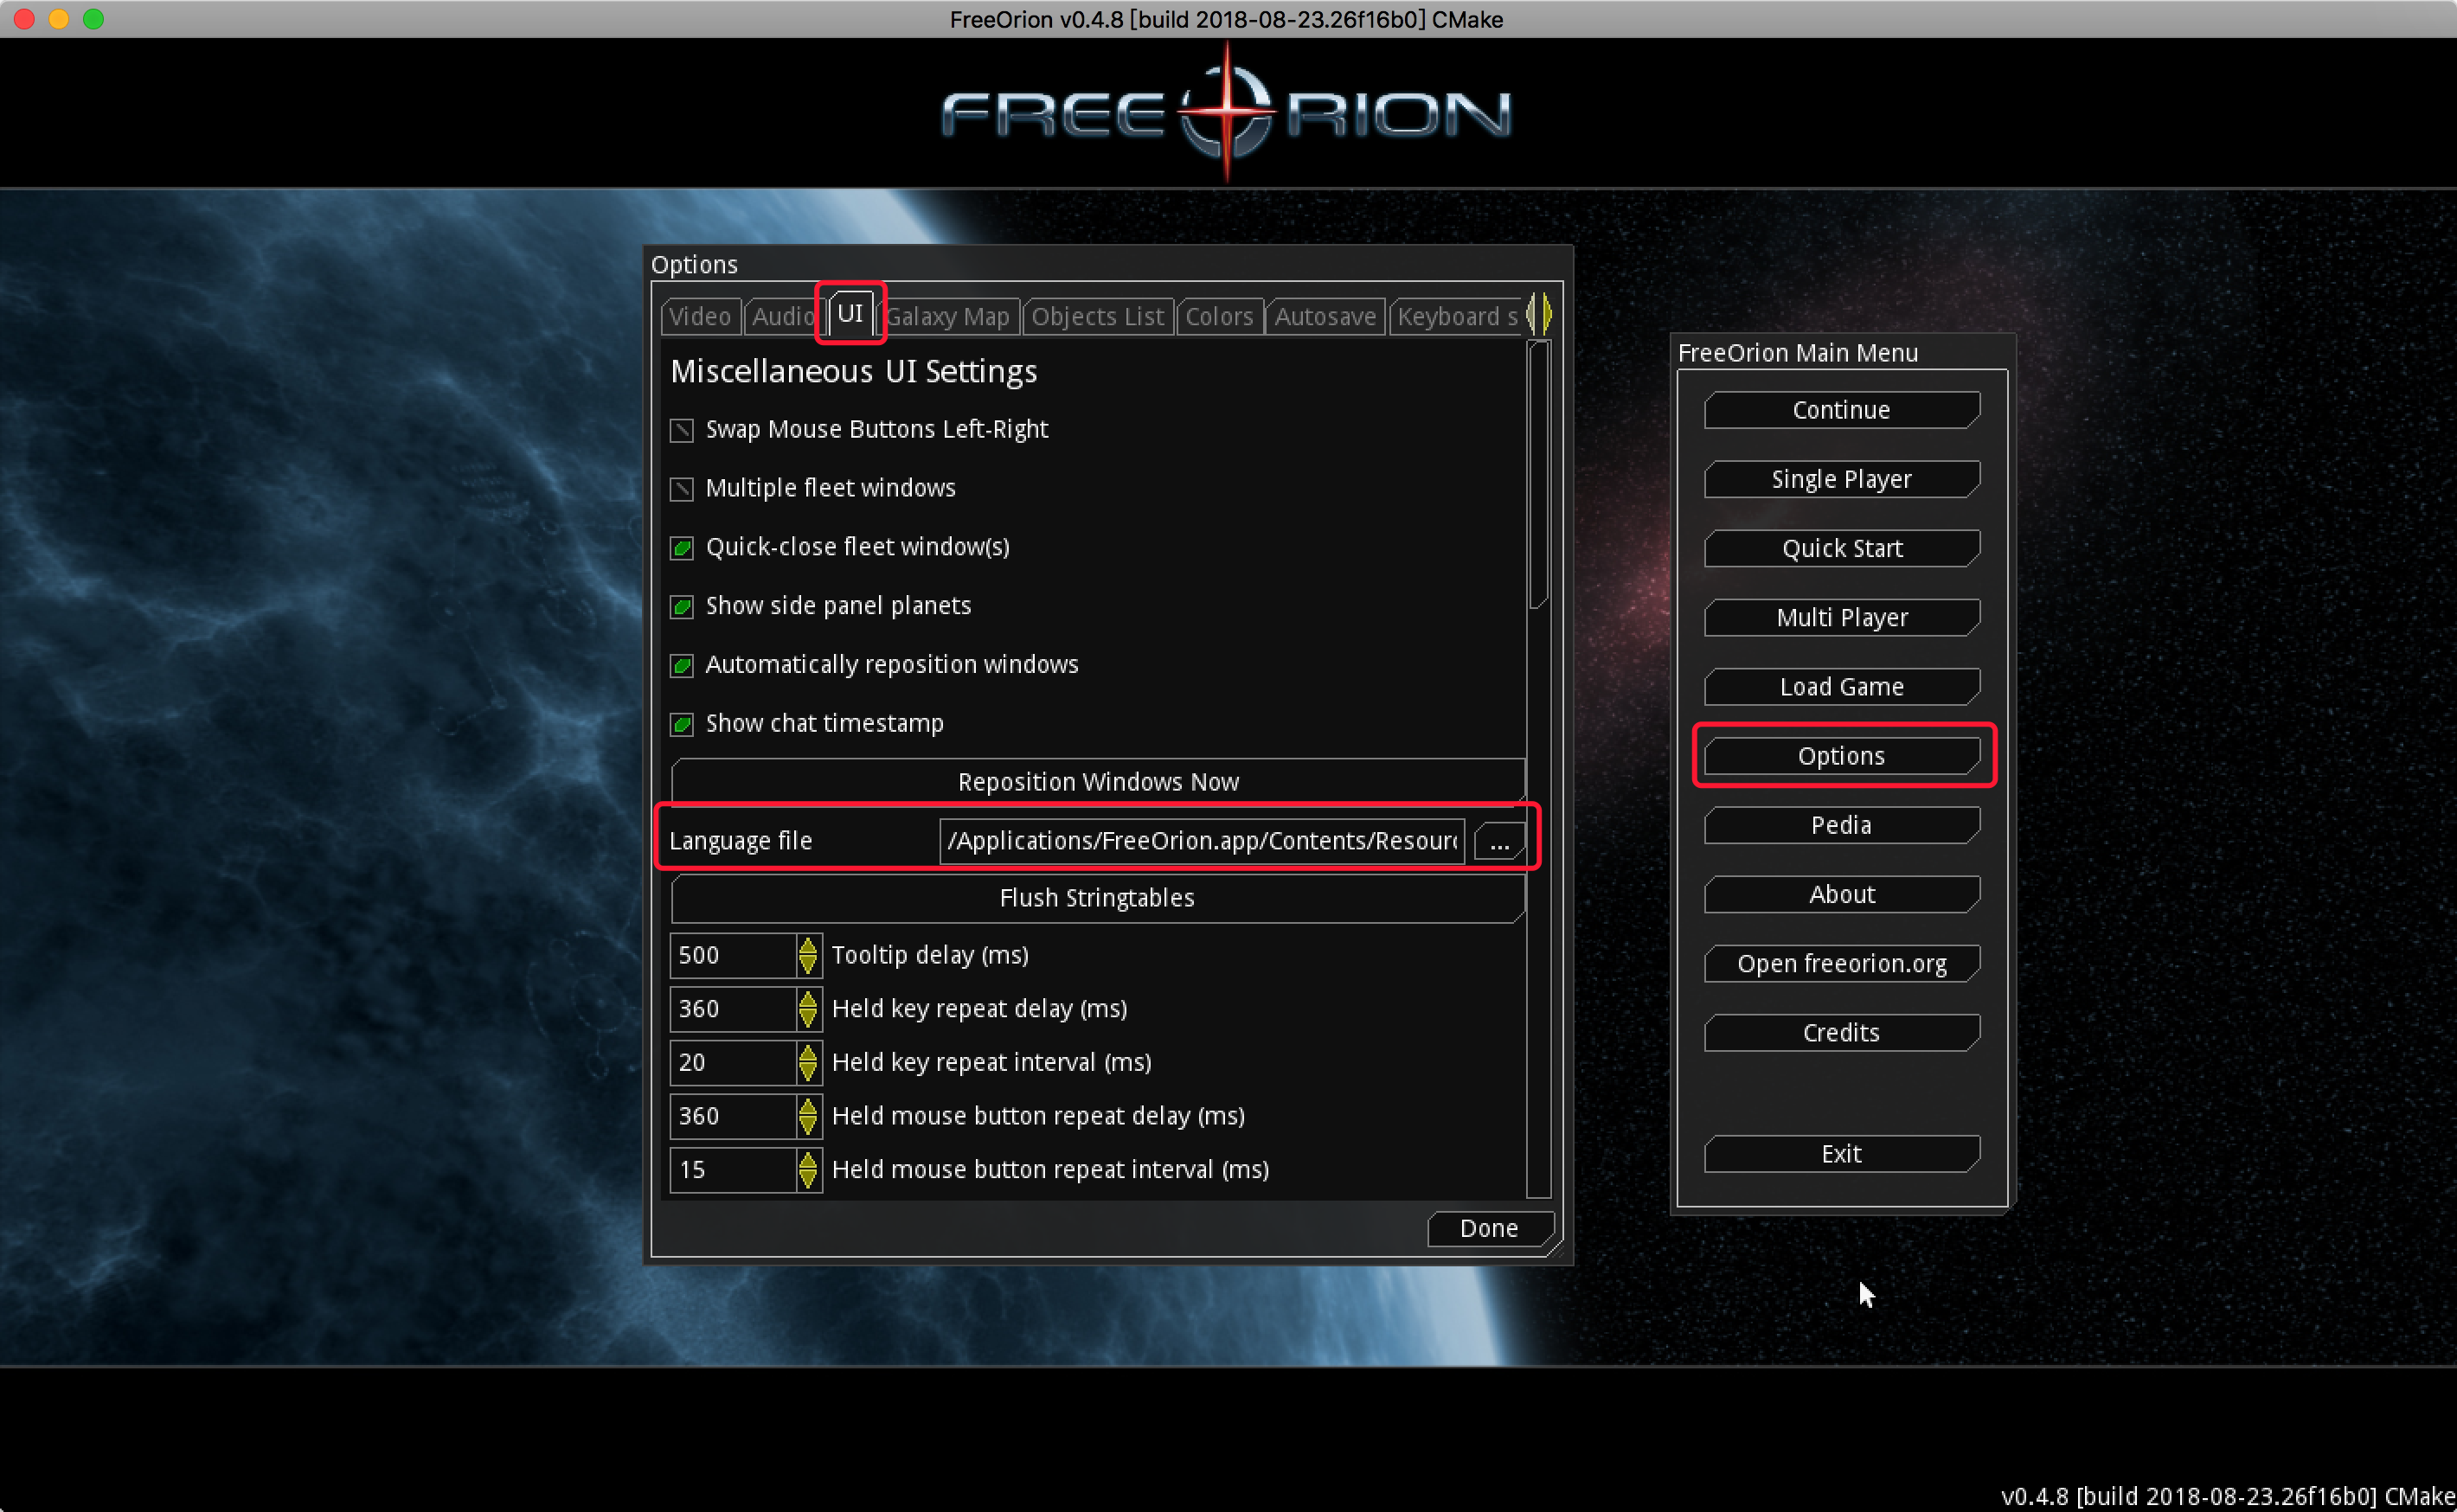 FreeOrion v0.4.8 [build 2018-08-23.26f16b0] CMake
FREEORION
Options
Video
Audio
UI
Galaxy Map
Objects List
Colors
Autosave
Keyboard s
Miscellaneous UI Settings
Swap Mouse Buttons Left-Right
Multiple fleet windows
Quick-close fleet window(s)
Show side panel planets
Automatically reposition windows
Show chat timestamp
Reposition Windows Now
Language file /Applications/FreeOrion.app/Contents/Resourc ...
Flush Stringtables
500 Tooltip delay (ms)
360 Held key repeat delay (ms)
20 Held key repeat interval (ms)
360 Held mouse button repeat delay (ms)
15 Held mouse button repeat interval (ms)
Done
FreeOrion Main Menu
Continue
Single Player
Quick Start
Multi Player
Load Game
Options
Pedia
About
Open freeorion.org
Credits
Exit
v0.4.8 [build 2018-08-23.26f16b0] CMake